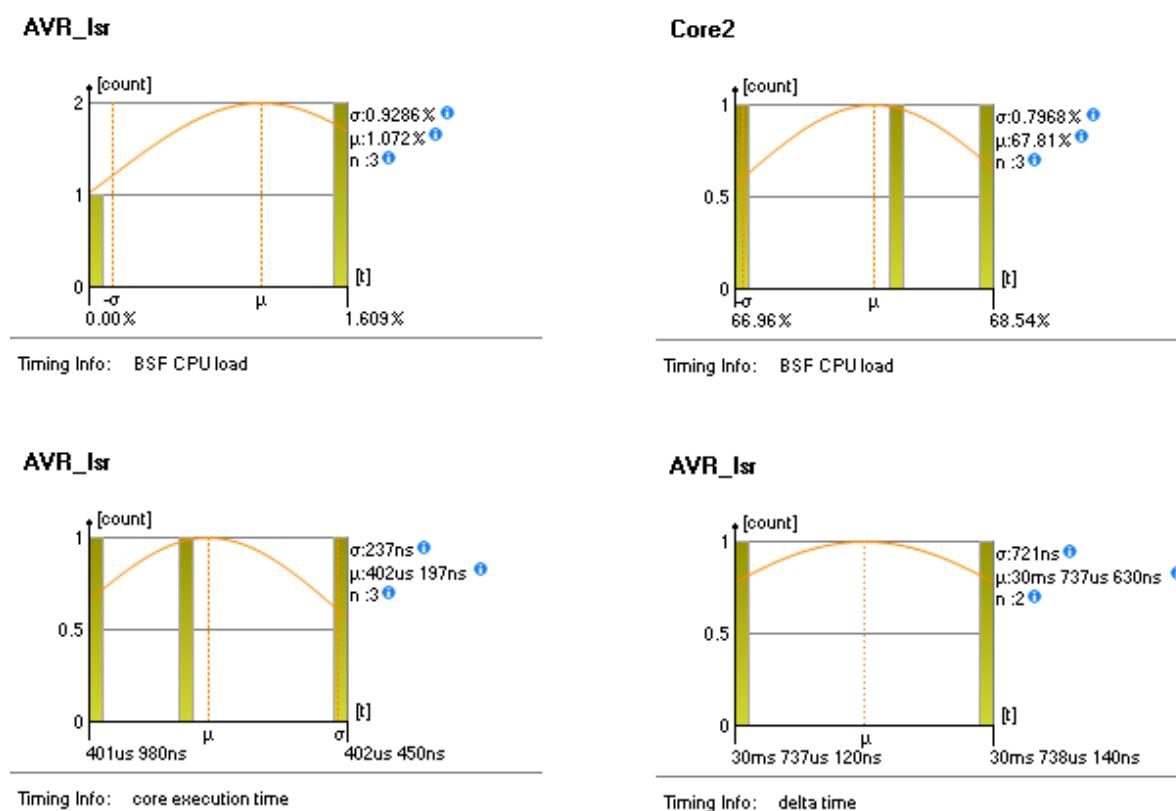 AVR_Isr
[count]
2
σ:0.9286%
μ:1.072%
n :3
1
[t]
0
-σ
μ
0.00%
1.609%
Timing Info: BSF CPU load
Core2
[count]
1
σ:0.7968%
μ:67.81%
n :3
0.5
[t]
0
-σ
μ
66.96%
68.54%
Timing Info: BSF CPU load
AVR_Isr
[count]
1
σ:237ns
μ:402us 197ns
n :3
0.5
[t]
0
μ
σ
401us 980ns
402us 450ns
Timing Info: core execution time
AVR_Isr
[count]
1
σ:721ns
μ:30ms 737us 630ns
n :2
0.5
[t]
0
μ
30ms 737us 120ns
30ms 738us 140ns
Timing Info: delta time